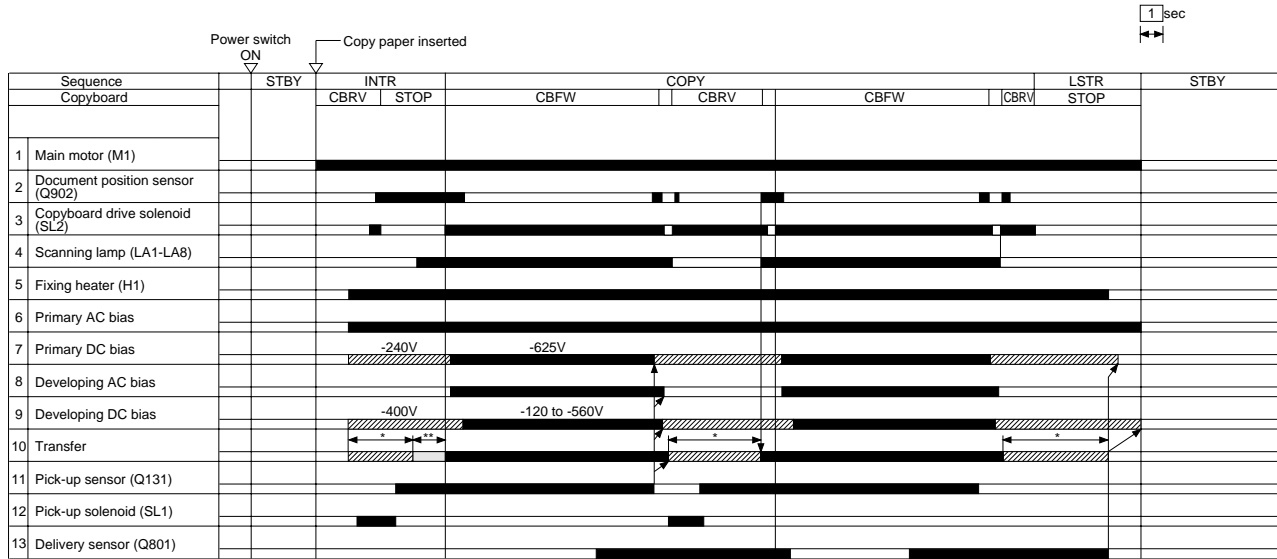 1 sec
Power switch
ON
Copy paper inserted
Sequence STBY INTR COPY LSTR STBY
Copyboard CBRV STOP CBFW CBRV CBFW CBRV STOP
1 Main motor (M1)
2 Document position sensor
(Q902)
3 Copyboard drive solenoid
(SL2)
4 Scanning lamp (LA1-LA8)
5 Fixing heater (H1)
6 Primary AC bias
7 Primary DC bias -240V -625V
8 Developing AC bias
9 Developing DC bias -400V -120 to -560V
10 Transfer * ** * *
11 Pick-up sensor (Q131)
12 Pick-up solenoid (SL1)
13 Delivery sensor (Q801)